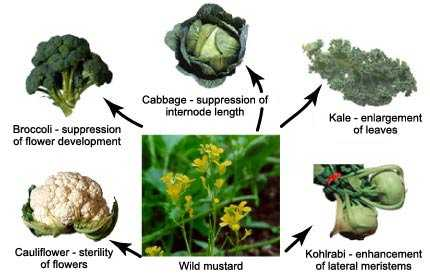 Cabbage - suppression of
internode length
Broccoli - suppression
of flower development
Kale - enlargement
of leaves
Cauliflower - sterility
of flowers
Wild mustard
Kohlrabi - enhancement
of lateral meristems